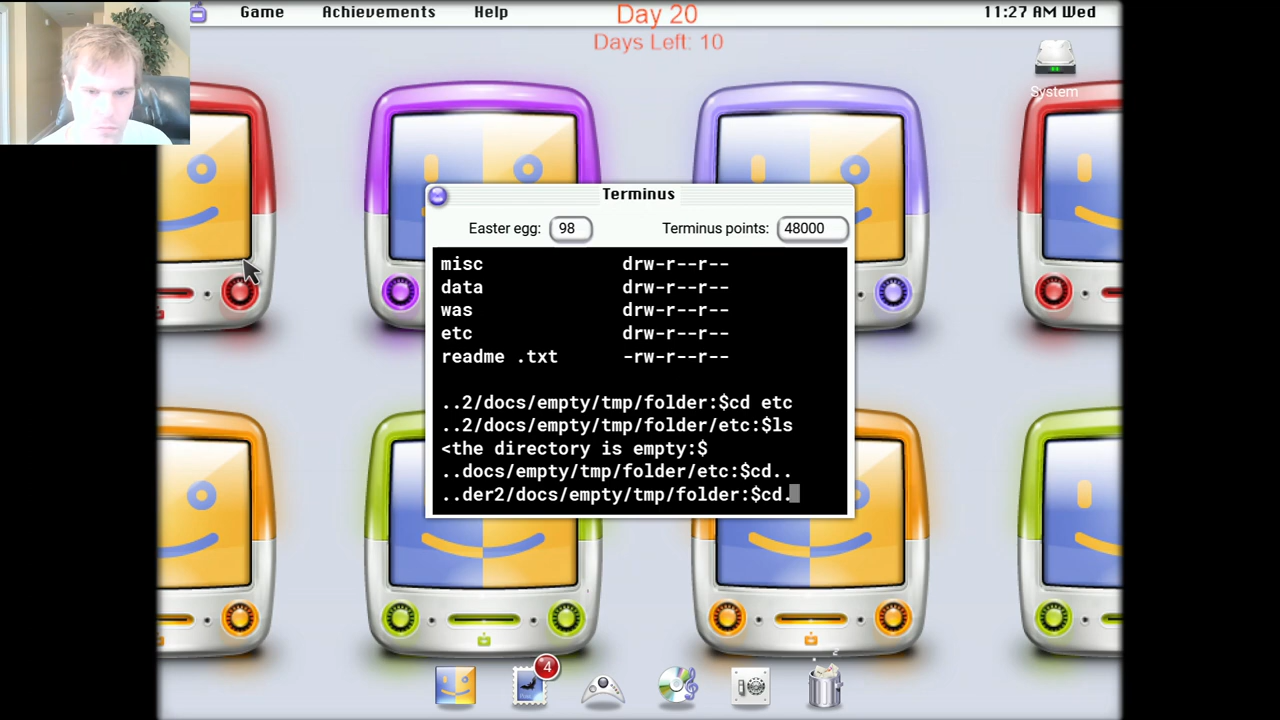 Game Achievements Help Day 20 11:27 AM Wed
Days Left: 10
System
Terminus
Easter egg: 98 Terminus points: 48000
misc drw-r--r--
data drw-r--r--
was drw-r--r--
etc drw-r--r--
readme .txt -rw-r--r--
..2/docs/empty/tmp/folder:$cd etc
..2/docs/empty/tmp/folder/etc:$ls
<the directory is empty:$
..docs/empty/tmp/folder/etc:$cd..
..der2/docs/empty/tmp/folder:$cd.
4
2